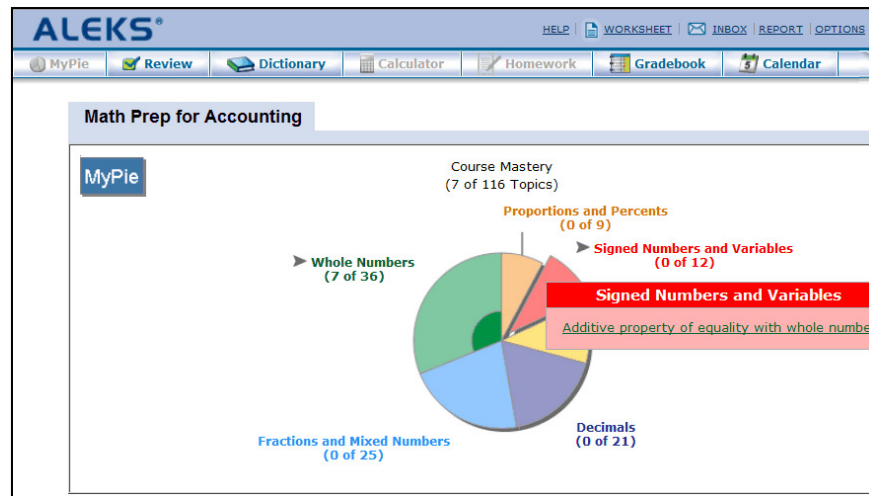 ALEKS®
HELP | WORKSHEET | INBOX | REPORT | OPTIONS
MyPie Review Dictionary Calculator Homework Gradebook 5 Calendar
Math Prep for Accounting
MyPie
Course Mastery
(7 of 116 Topics)
Proportions and Percents
(0 of 9)
Signed Numbers and Variables
(0 of 12)
Whole Numbers
(7 of 36)
Signed Numbers and Variables
Additive property of equality with whole numbe
Decimals
(0 of 21)
Fractions and Mixed Numbers
(0 of 25)